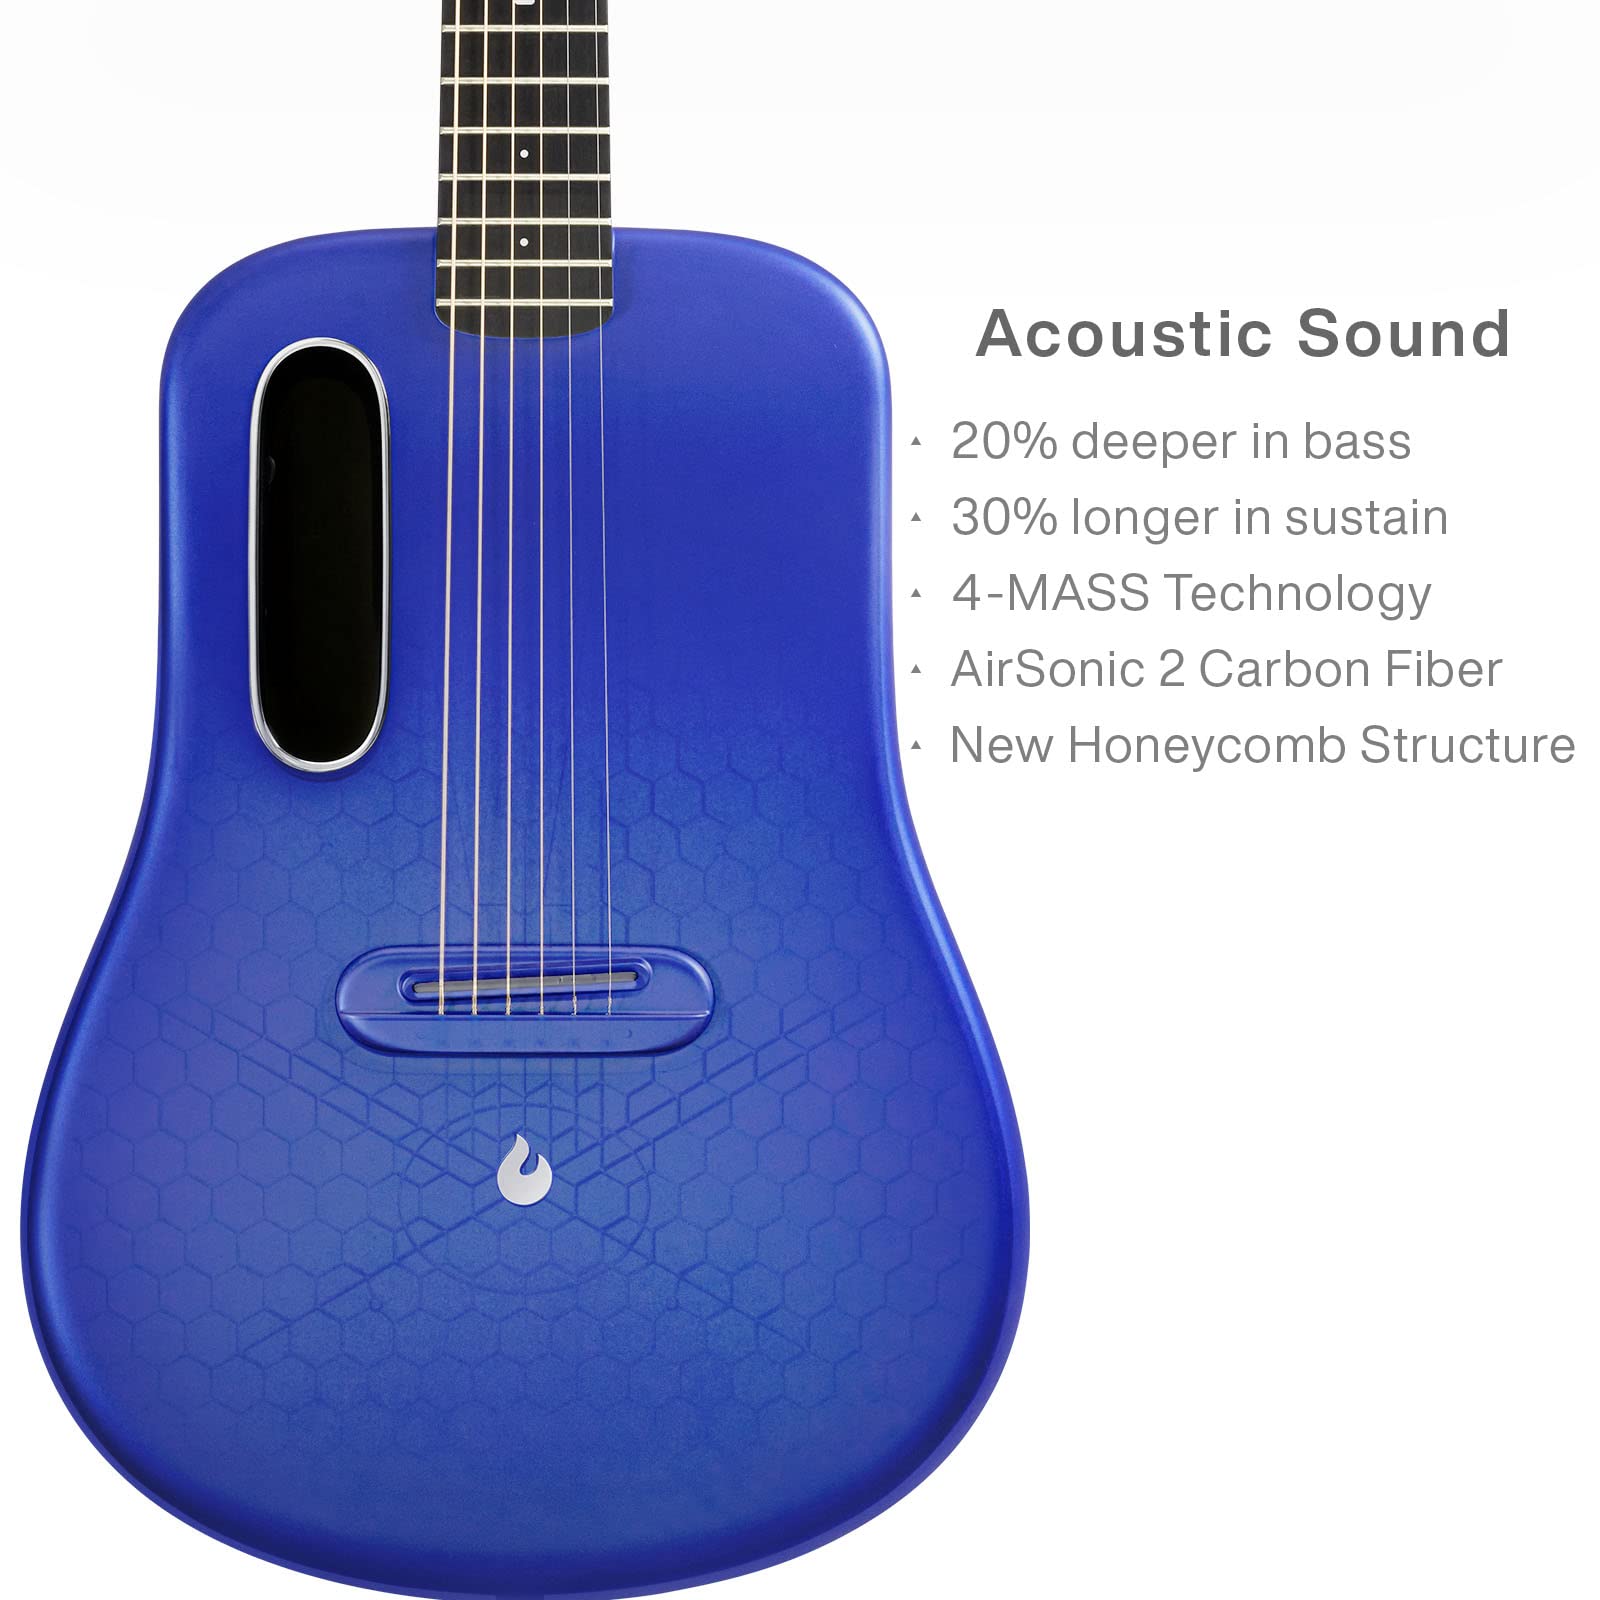 Acoustic Sound
20% deeper in bass
30% longer in sustain
4-MASS Technology
AirSonic 2 Carbon Fiber
New Honeycomb Structure